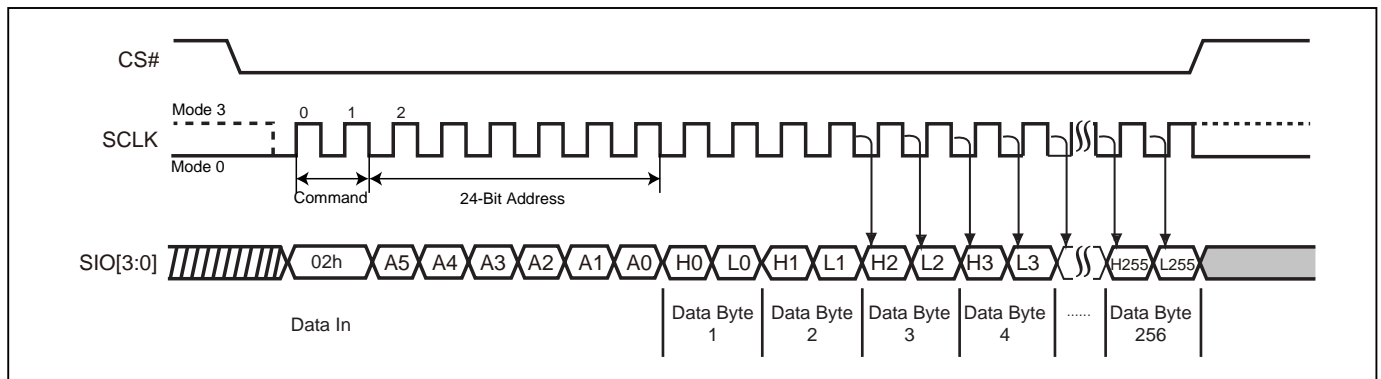 CS#
Mode 3
0 1 2
SCLK
Mode 0
Command
24-Bit Address
SIO[3:0]
02h A5 A4 A3 A2 A1 A0 H0 L0 H1 L1 H2 L2 H3 L3 H255 L255
Data In
Data Byte 1
Data Byte 2
Data Byte 3
Data Byte 4
......
Data Byte 256